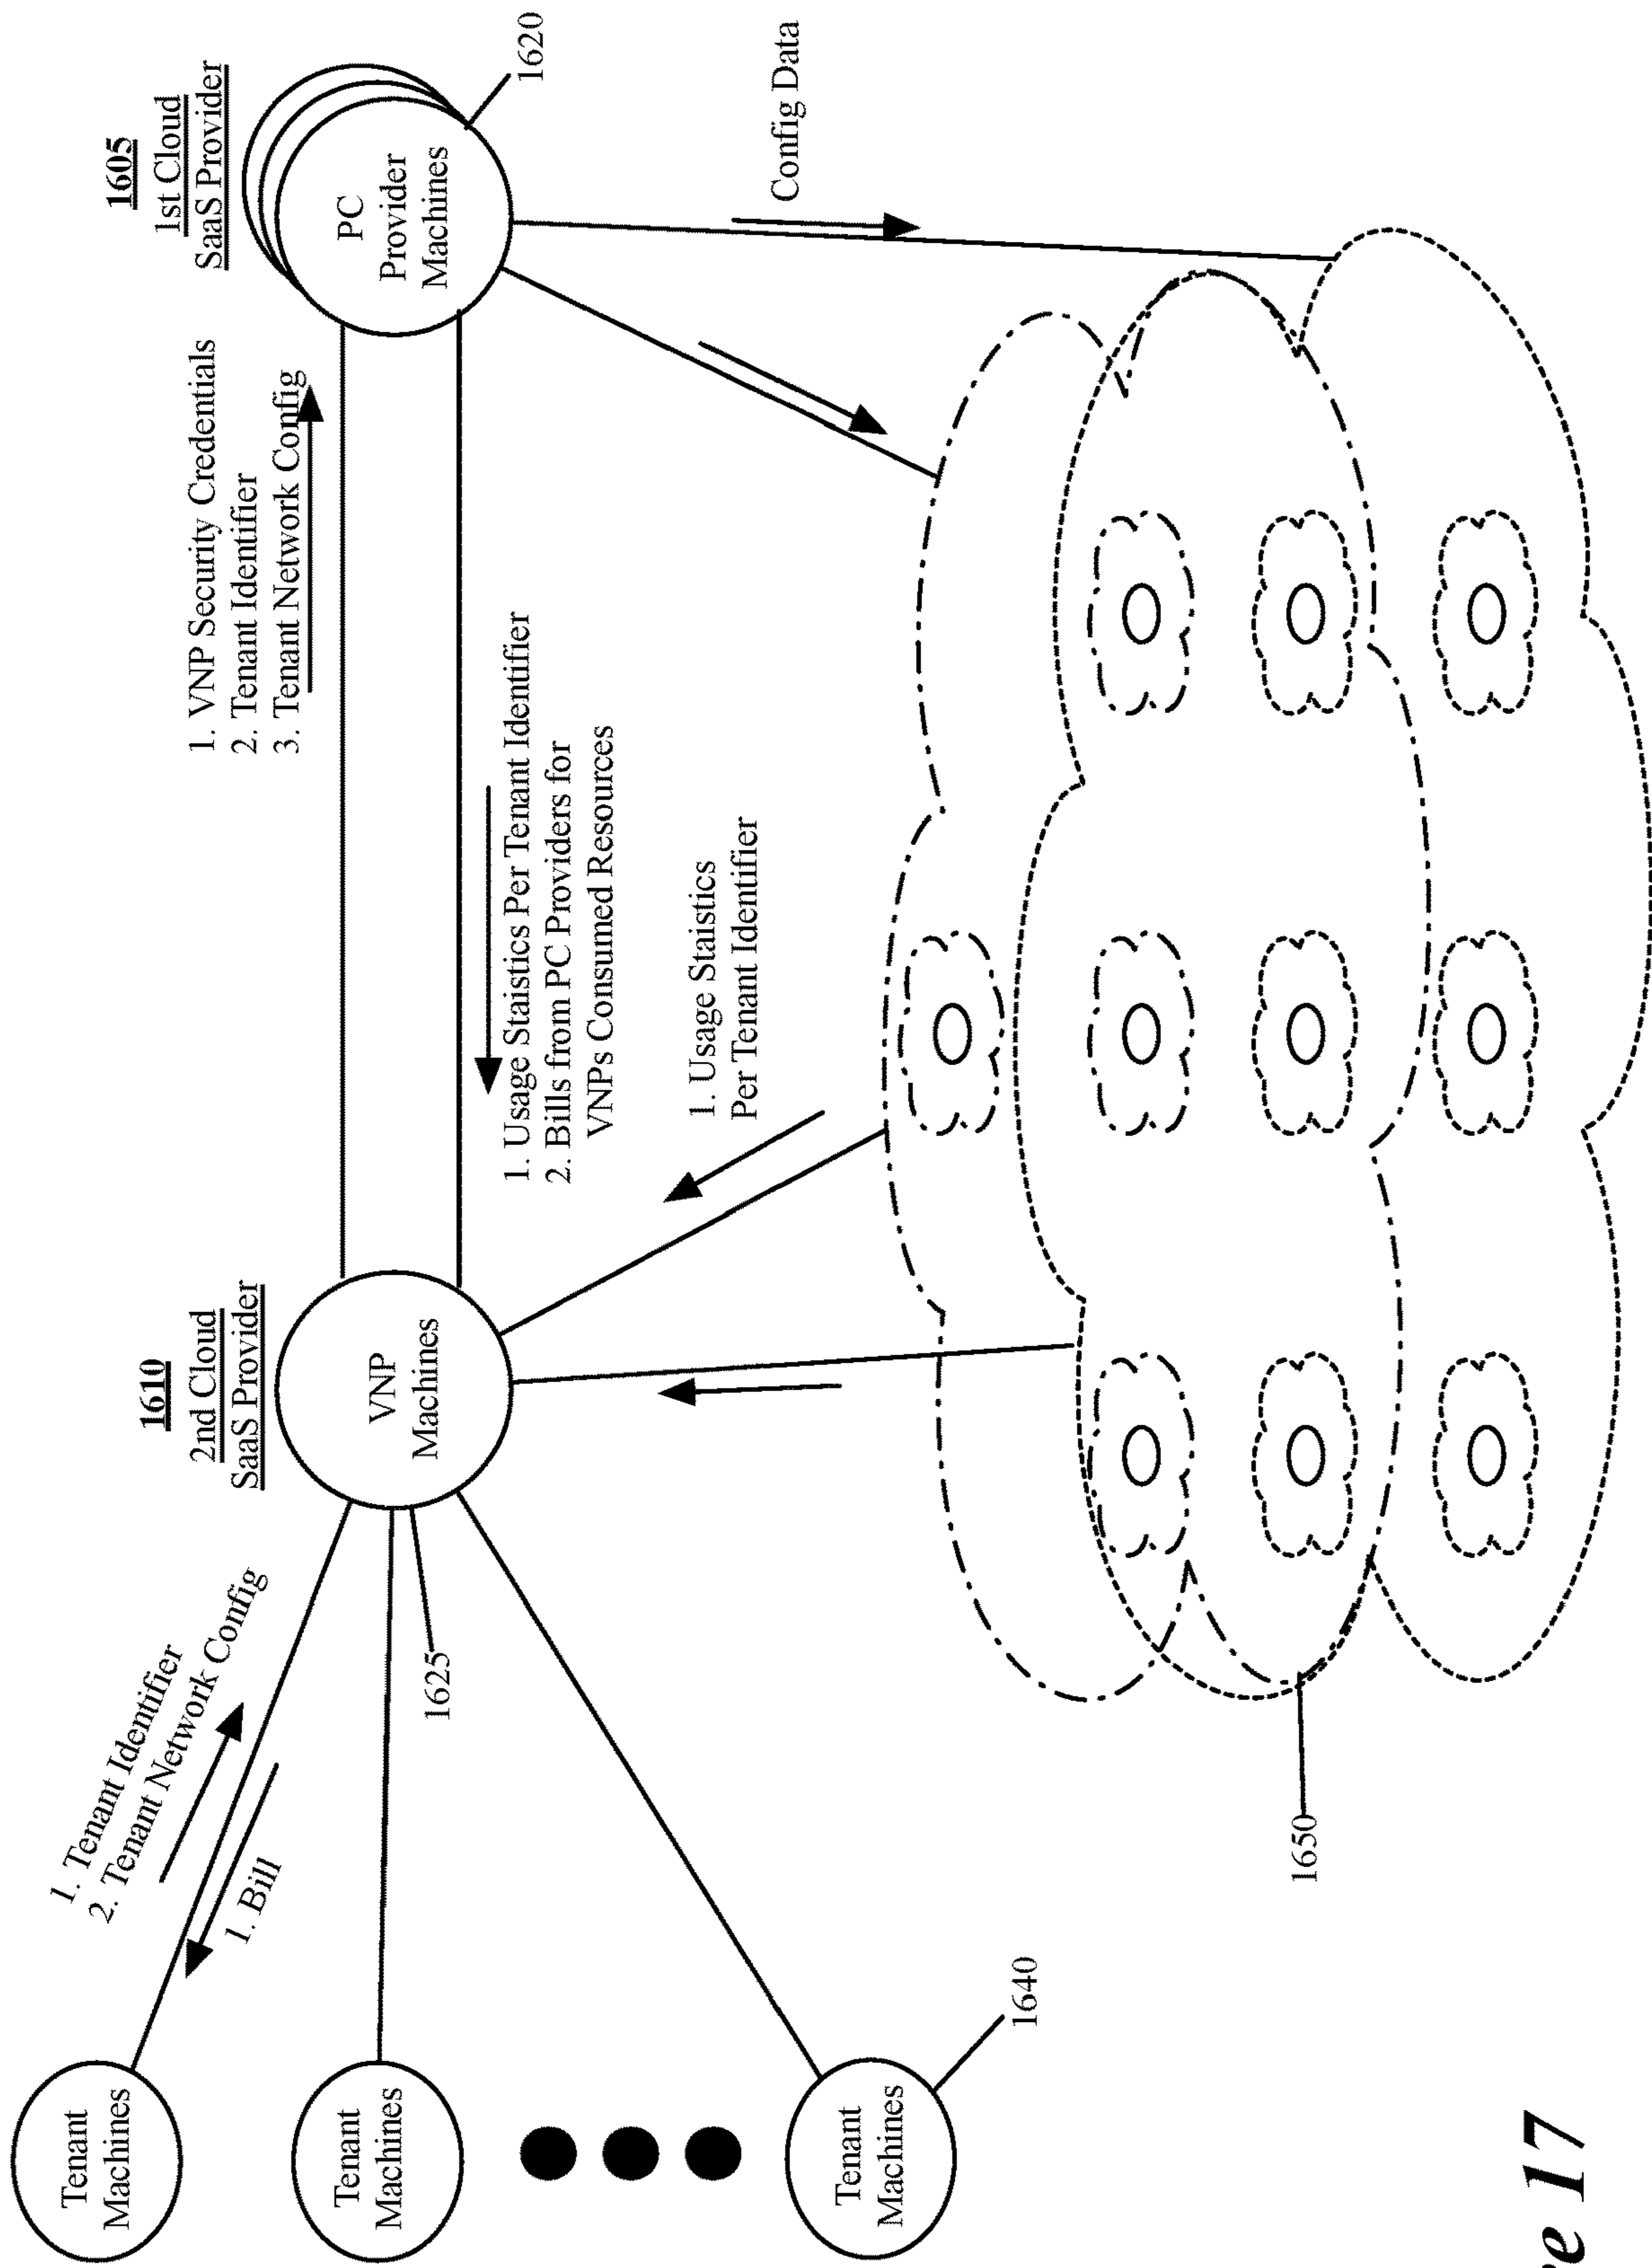 1605
1st Cloud
SaaS Provider
PC
Provider
Machines
1620
1610
2nd Cloud
SaaS Provider
VNP
Machines
1625
1. VNP Security Credentials
2. Tenant Identifier
3. Tenant Network Config
1. Usage Staistics Per Tenant Identifier
2. Bills from PC Providers for
VNPs Consumed Resources
1. Usage Staistics
Per Tenant Identifier
Config Data
1. Tenant Identifier
2. Tenant Network Config
1. Bill
Tenant
Machines
Tenant
Machines
Tenant
Machines
1640
1650
17